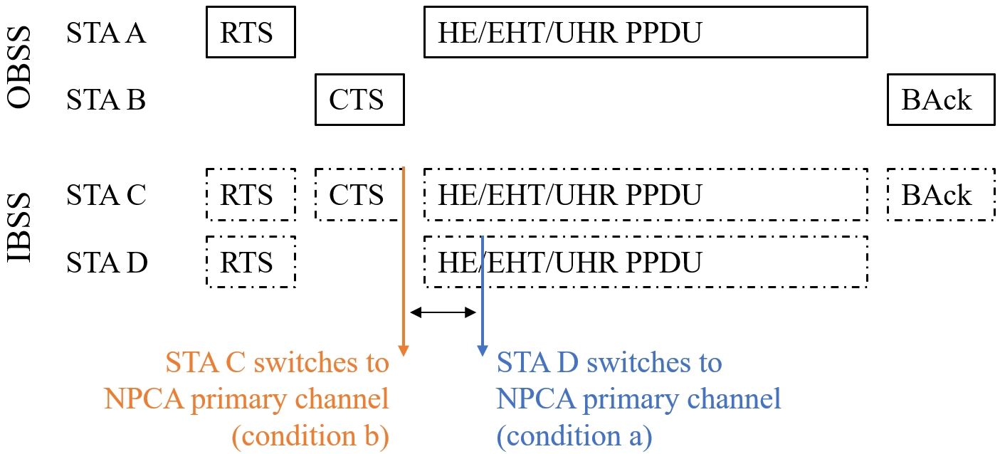 OBSS
STA A
RTS
HE/EHT/UHR PPDU
STA B
CTS
BAck
IBSS
STA C
RTS
CTS
HE/EHT/UHR PPDU
BAck
STA D
RTS
HE/EHT/UHR PPDU
STA C switches to
NPCA primary channel
(condition b)
STA D switches to
NPCA primary channel
(condition a)